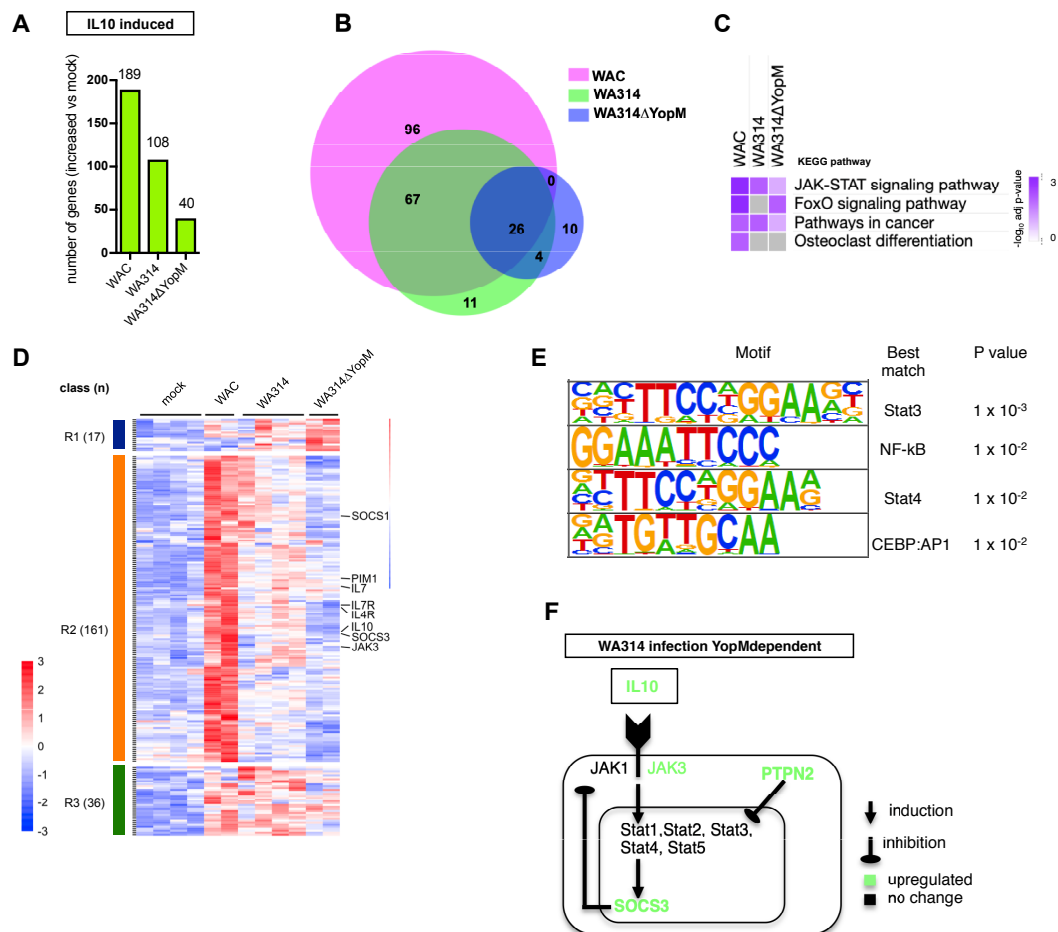 A
IL10 induced
number of genes (increased vs mock)
200
150
100
50
0
189
108
40
WAC
WA314
WA314ΔYopM
B
96
67
0
26
10
4
11
WAC
WA314
WA314ΔYopM
C
WAC
WA314
WA314ΔYopM
KEGG pathway
JAK-STAT signaling pathway
FoxO signaling pathway
Pathways in cancer
Osteoclast differentiation
-log10 adj p-value
3
0
D
class (n)
mock
WAC
WA314
WA314ΔYopM
R1 (17)
R2 (161)
R3 (36)
SOCS1
PIM1
IL7
IL7R
IL4R
IL10
SOCS3
JAK3
3
2
1
0
-1
-2
-3
E
Motif
Best match
P value
Stat3
1 x 10-3
NF-kB
1 x 10-2
Stat4
1 x 10-2
CEBP:AP1
1 x 10-2
F
WA314 infection YopMdependent
IL10
JAK1
JAK3
PTPN2
Stat1,Stat2, Stat3,
Stat4, Stat5
SOCS3
induction
inhibition
upregulated
no change